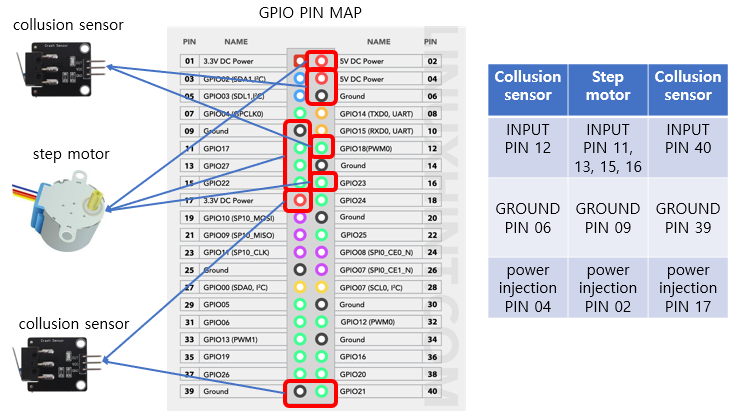 GPIO PIN MAP
collusion sensor
step motor
collusion sensor
PIN NAME NAME PIN
01 3.3V DC Power 5V DC Power 02
03 GPIO02 (SDA1,I²C) 5V DC Power 04
05 GPIO03 (SDL1,I²C) Ground 06
07 GPIO04 (GPCLK0) GPIO14 (TXD0, UART) 08
09 Ground GPIO15 (RXD0, UART) 10
11 GPIO17 GPIO18(PWM0) 12
13 GPIO27 Ground 14
15 GPIO22 GPIO23 16
17 3.3V DC Power GPIO24 18
19 GPIO10 (SP10_MOSI) Ground 20
21 GPIO09 (SP10_MISO) GPIO25 22
23 GPIO11 (SP10_CLK) GPIO08 (SPI0_CE0_N) 24
25 Ground GPIO07 (SPI0_CE1_N) 26
27 GPIO00 (SDA0, I²C) GPIO07 (SCL0, I²C) 28
29 GPIO05 Ground 30
31 GPIO06 GPIO12 (PWM0) 32
33 GPIO13 (PWM1) Ground 34
35 GPIO19 GPIO16 36
37 GPIO26 GPIO20 38
39 Ground GPIO21 40
Collusion sensor Step motor Collusion sensor
INPUT PIN 12 INPUT PIN 11, 13, 15, 16 INPUT PIN 40
GROUND PIN 06 GROUND PIN 09 GROUND PIN 39
power injection PIN 04 power injection PIN 02 power injection PIN 17